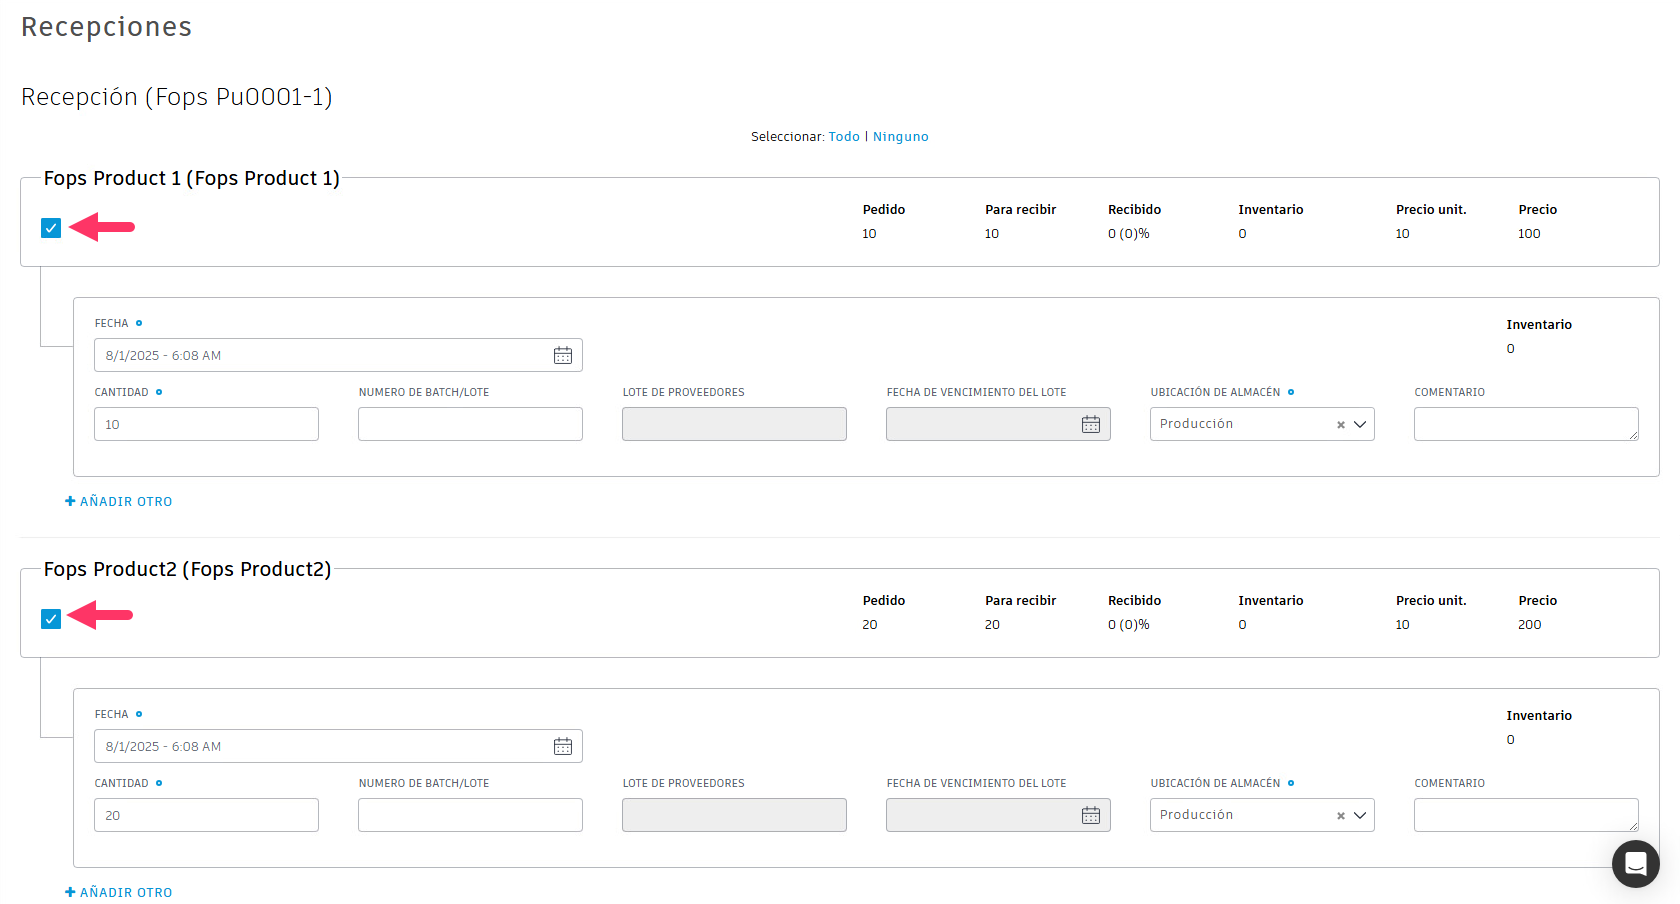 Recepciones
Recepción (Fops Pu0001-1)
Seleccionar: Todo | Ninguno
Fops Product 1 (Fops Product 1)
Pedido Para recibir Recibido Inventario Precio unit. Precio
10 10 0 (0)% 0 10 100
FECHA
Inventario
8/1/2025 - 6:08 AM
0
CANTIDAD NUMERO DE BATCH/LOTE LOTE DE PROVEEDORES FECHA DE VENCIMIENTO DEL LOTE UBICACIÓN DE ALMACÉN COMENTARIO
10 Producción
AÑADIR OTRO
Fops Product2 (Fops Product2)
Pedido Para recibir Recibido Inventario Precio unit. Precio
20 20 0 (0)% 0 10 200
FECHA
Inventario
8/1/2025 - 6:08 AM
0
CANTIDAD NUMERO DE BATCH/LOTE LOTE DE PROVEEDORES FECHA DE VENCIMIENTO DEL LOTE UBICACIÓN DE ALMACÉN COMENTARIO
20 Producción
AÑADIR OTRO